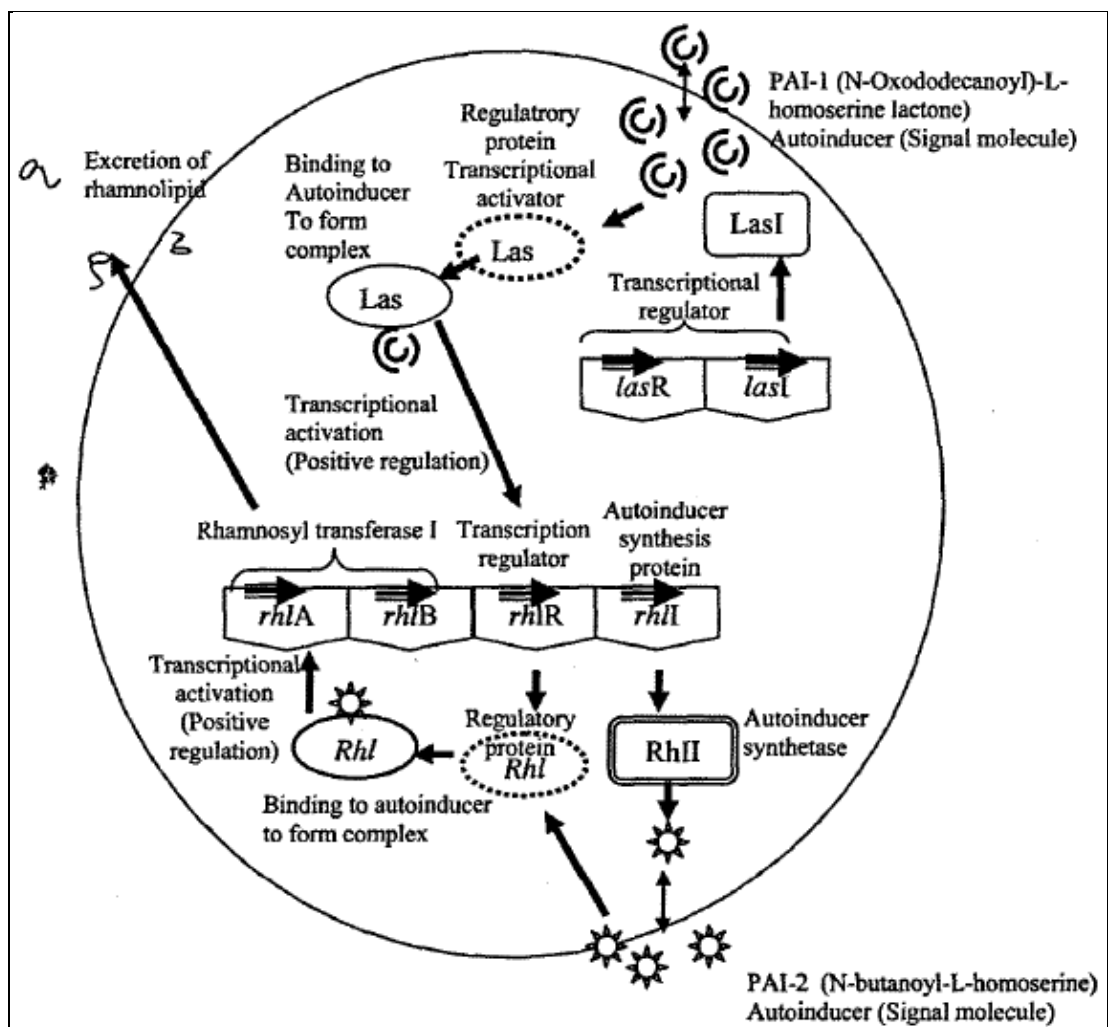 PAI-1 (N-Oxododecanoyl)-L-
homoserine lactone)
Autoinducer (Signal molecule)
Regulatrory
protein
Transcriptional
activator
Binding to
Autoinducer
To form
complex
Excretion of
rhamnolipid
Las
Las
LasI
Transcriptional
regulator
lasR
lasI
Transcriptional
activation
(Positive regulation)
Rhamnosyl transferase I
Transcription
regulator
Autoinducer
synthesis
protein
rhlA
rhlB
rhlR
rhlI
Transcriptional
activation
(Positive
regulation)
Rhl
Regulatory
protein
Rhl
RhII
Autoinducer
synthetase
Binding to autoinducer
to form complex
PAI-2 (N-butanoyl-L-homoserine)
Autoinducer (Signal molecule)